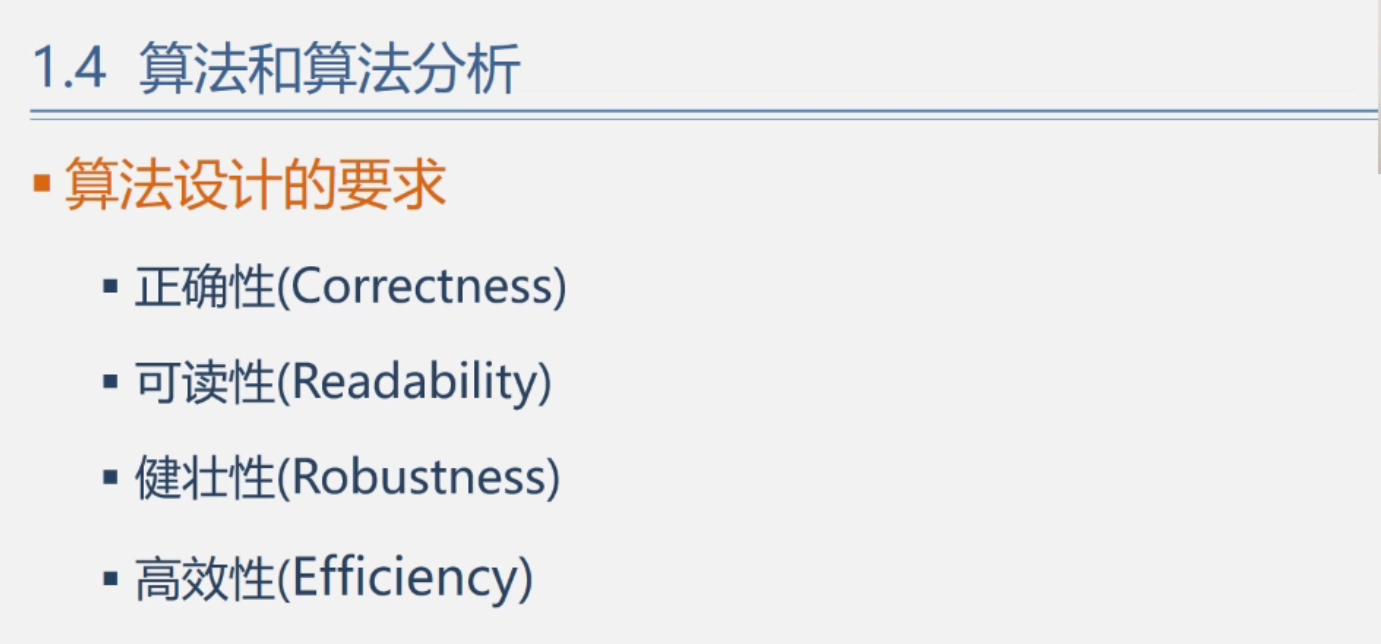 1.4 算法和算法分析
▪算法设计的要求
▪ 正确性(Correctness)
▪ 可读性(Readability)
▪ 健壮性(Robustness)
▪ 高效性(Efficiency)